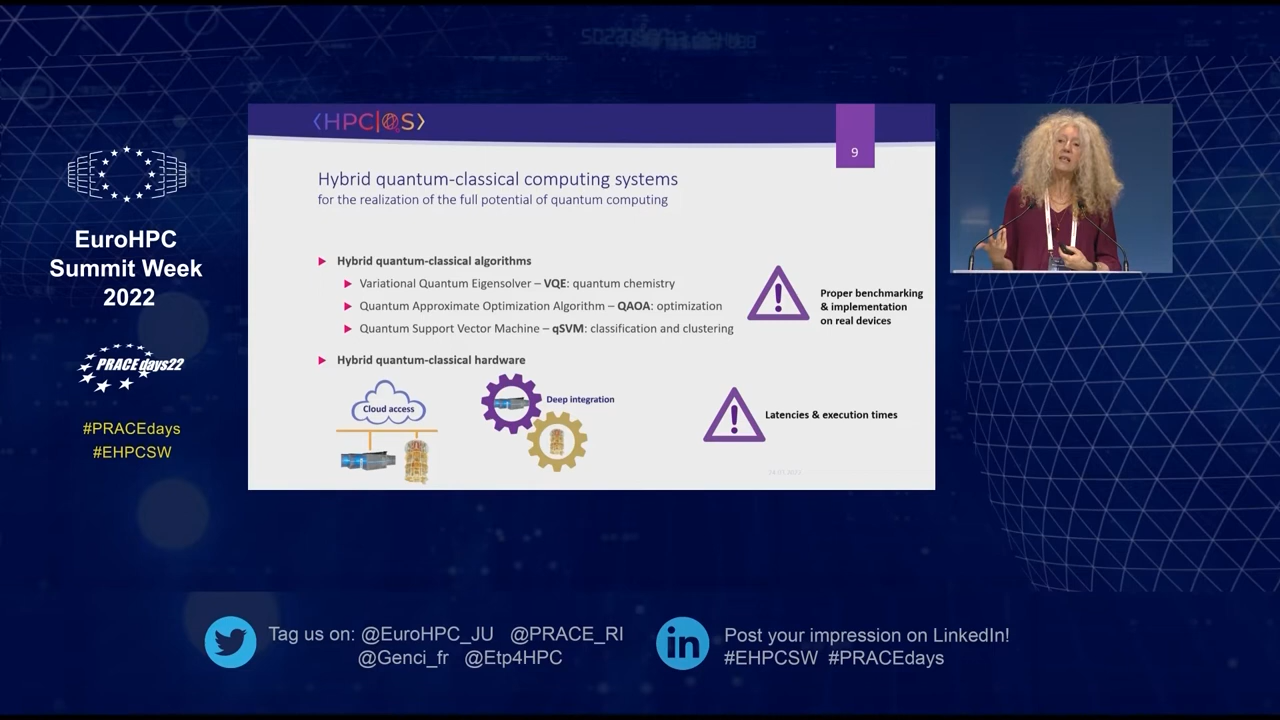 EuroHPC
Summit Week
2022
PRACEdays22
#PRACEdays
#EHPCSW
<HPC|QS>
9
Hybrid quantum-classical computing systems
for the realization of the full potential of quantum computing
Hybrid quantum-classical algorithms
Variational Quantum Eigensolver – VQE: quantum chemistry
Quantum Approximate Optimization Algorithm – QAOA: optimization
Quantum Support Vector Machine – qSVM: classification and clustering
Proper benchmarking
& implementation
on real devices
Hybrid quantum-classical hardware
Cloud access
Deep integration
Latencies & execution times
Tag us on: @EuroHPC_JU @PRACE_RI
@Genci_fr @Etp4HPC
Post your impression on LinkedIn!
#EHPCSW #PRACEdays